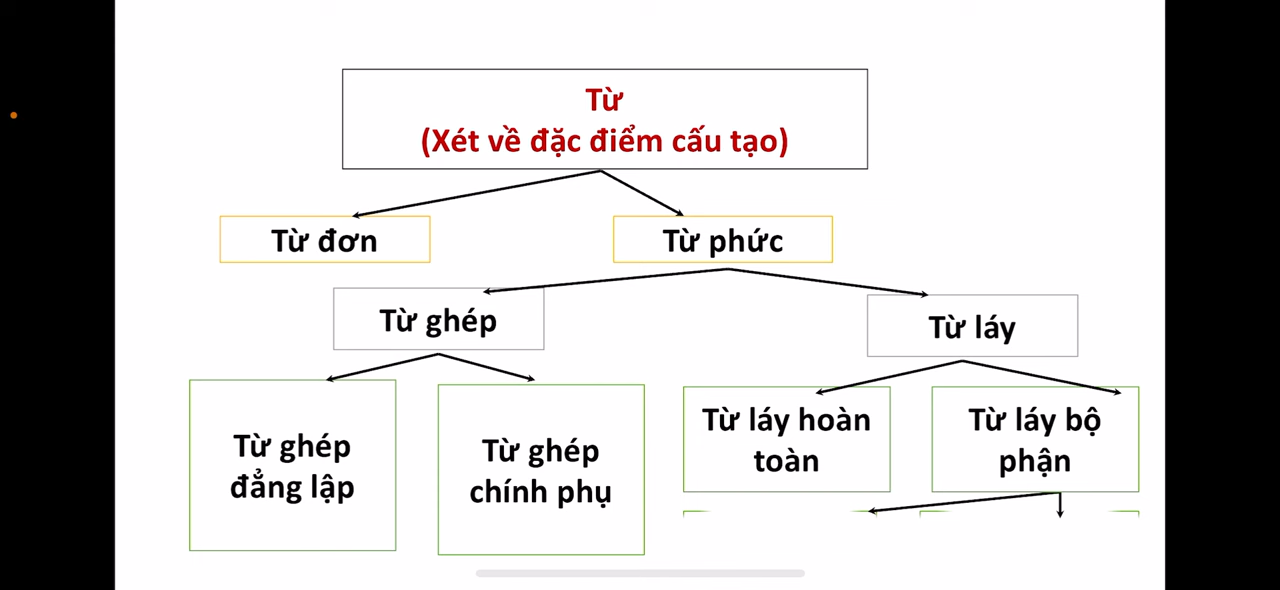 Từ
(Xét về đặc điểm cấu tạo)
Từ đơn
Từ phức
Từ ghép
Từ láy
Từ ghép
đẳng lập
Từ ghép
chính phụ
Từ láy hoàn
toàn
Từ láy bộ
phận